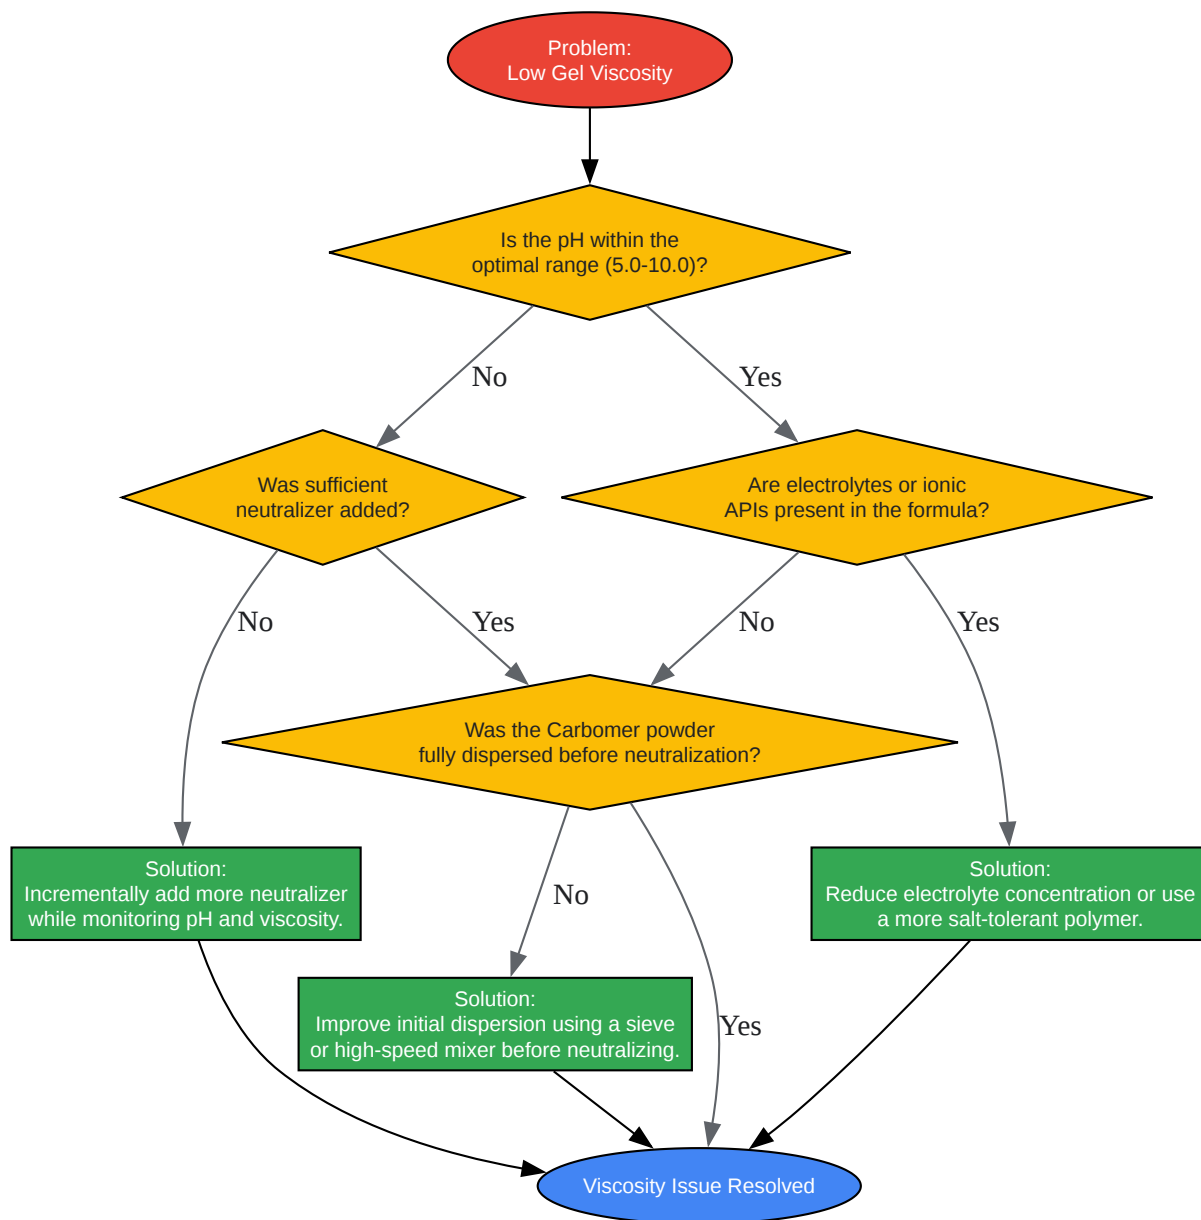 Problem:
Low Gel Viscosity
Is the pH within the
optimal range (5.0-10.0)?
No
Yes
Was sufficient
neutralizer added?
Are electrolytes or ionic
APIs present in the formula?
No
Yes
No
Yes
Was the Carbomer powder
fully dispersed before neutralization?
Solution:
Incrementally add more neutralizer
while monitoring pH and viscosity.
Solution:
Reduce electrolyte concentration or use
a more salt-tolerant polymer.
No
Solution:
Improve initial dispersion using a sieve
or high-speed mixer before neutralizing.
Yes
Viscosity Issue Resolved